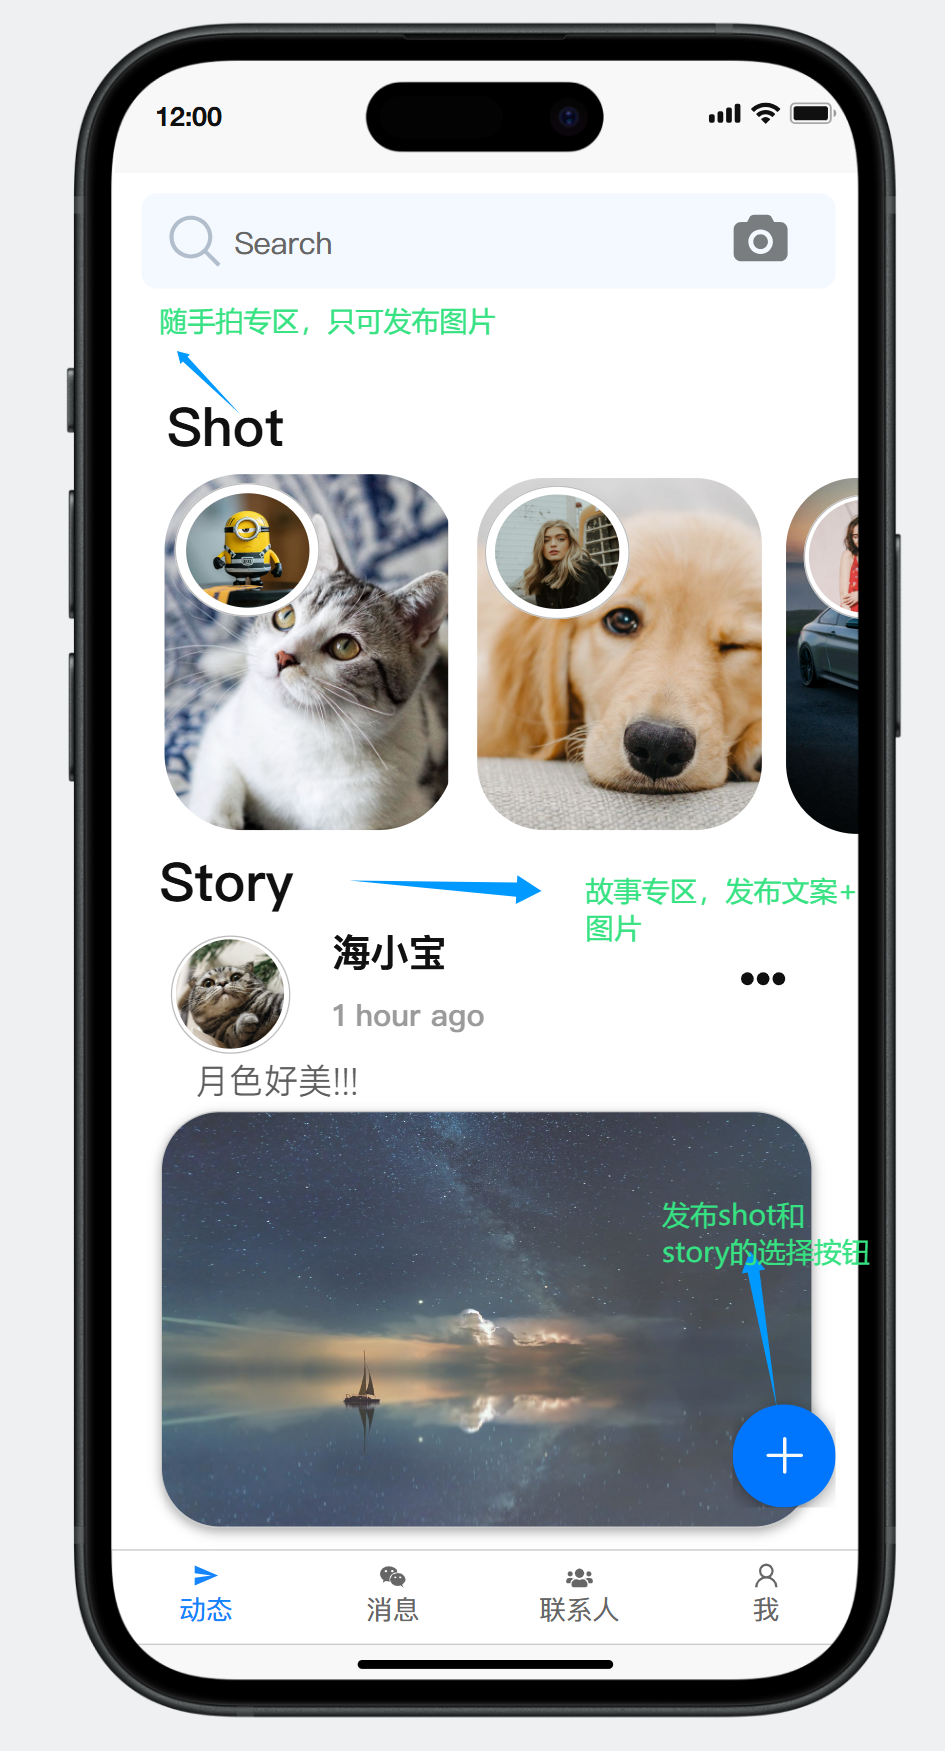 12:00
Search
随手拍专区，只可发布图片
Shot
Story
故事专区，发布文案+
图片
海小宝
•••
1 hour ago
月色好美!!!
发布shot和
story的选择按钮
动态
消息
联系人
我